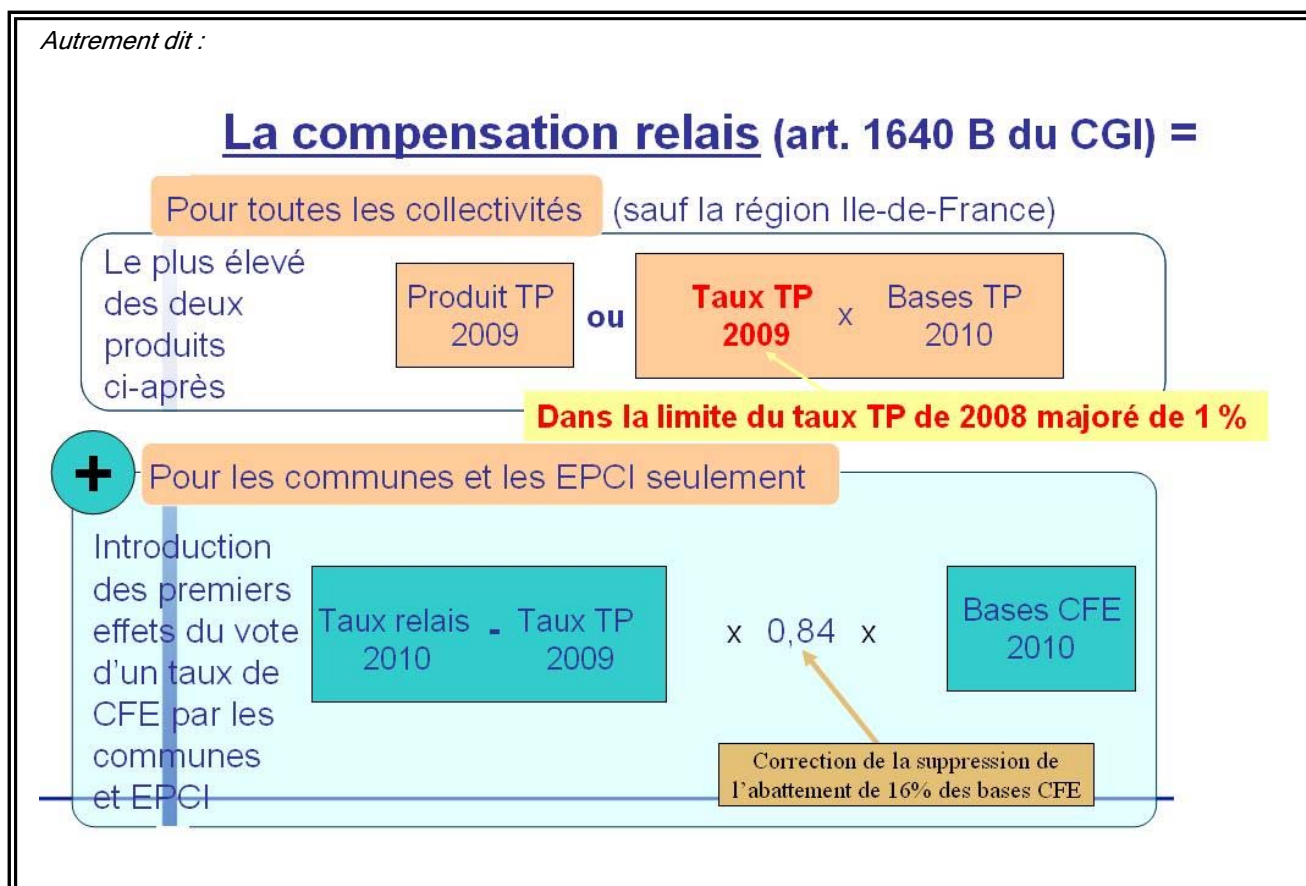 Autrement dit :
La compensation relais (art. 1640 B du CGI) =
Pour toutes les collectivités (sauf la région Ile-de-France)
Le plus élevé
des deux
produits
ci-après
Produit TP
2009
ou
Taux TP
2009
x
Bases TP
2010
Dans la limite du taux TP de 2008 majoré de 1 %
+
Pour les communes et les EPCI seulement
Introduction
des premiers
effets du vote
d'un taux de
CFE par les
communes
et EPCI
Taux relais
2010
-
Taux TP
2009
x 0,84 x
Bases CFE
2010
Correction de la suppression de
l'abattement de 16% des bases CFE